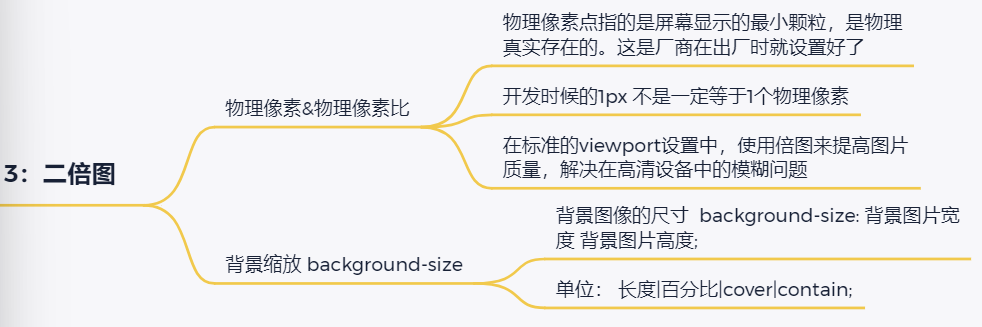 3：二倍图
物理像素&物理像素比
物理像素点指的是屏幕显示的最小颗粒，是物理
真实存在的。这是厂商在出厂时就设置好了
开发时候的1px 不是一定等于1个物理像素
在标准的viewport设置中，使用倍图来提高图片
质量，解决在高清设备中的模糊问题
背景缩放 background-size
背景图像的尺寸  background-size: 背景图片宽
度 背景图片高度;
单位： 长度|百分比|cover|contain;